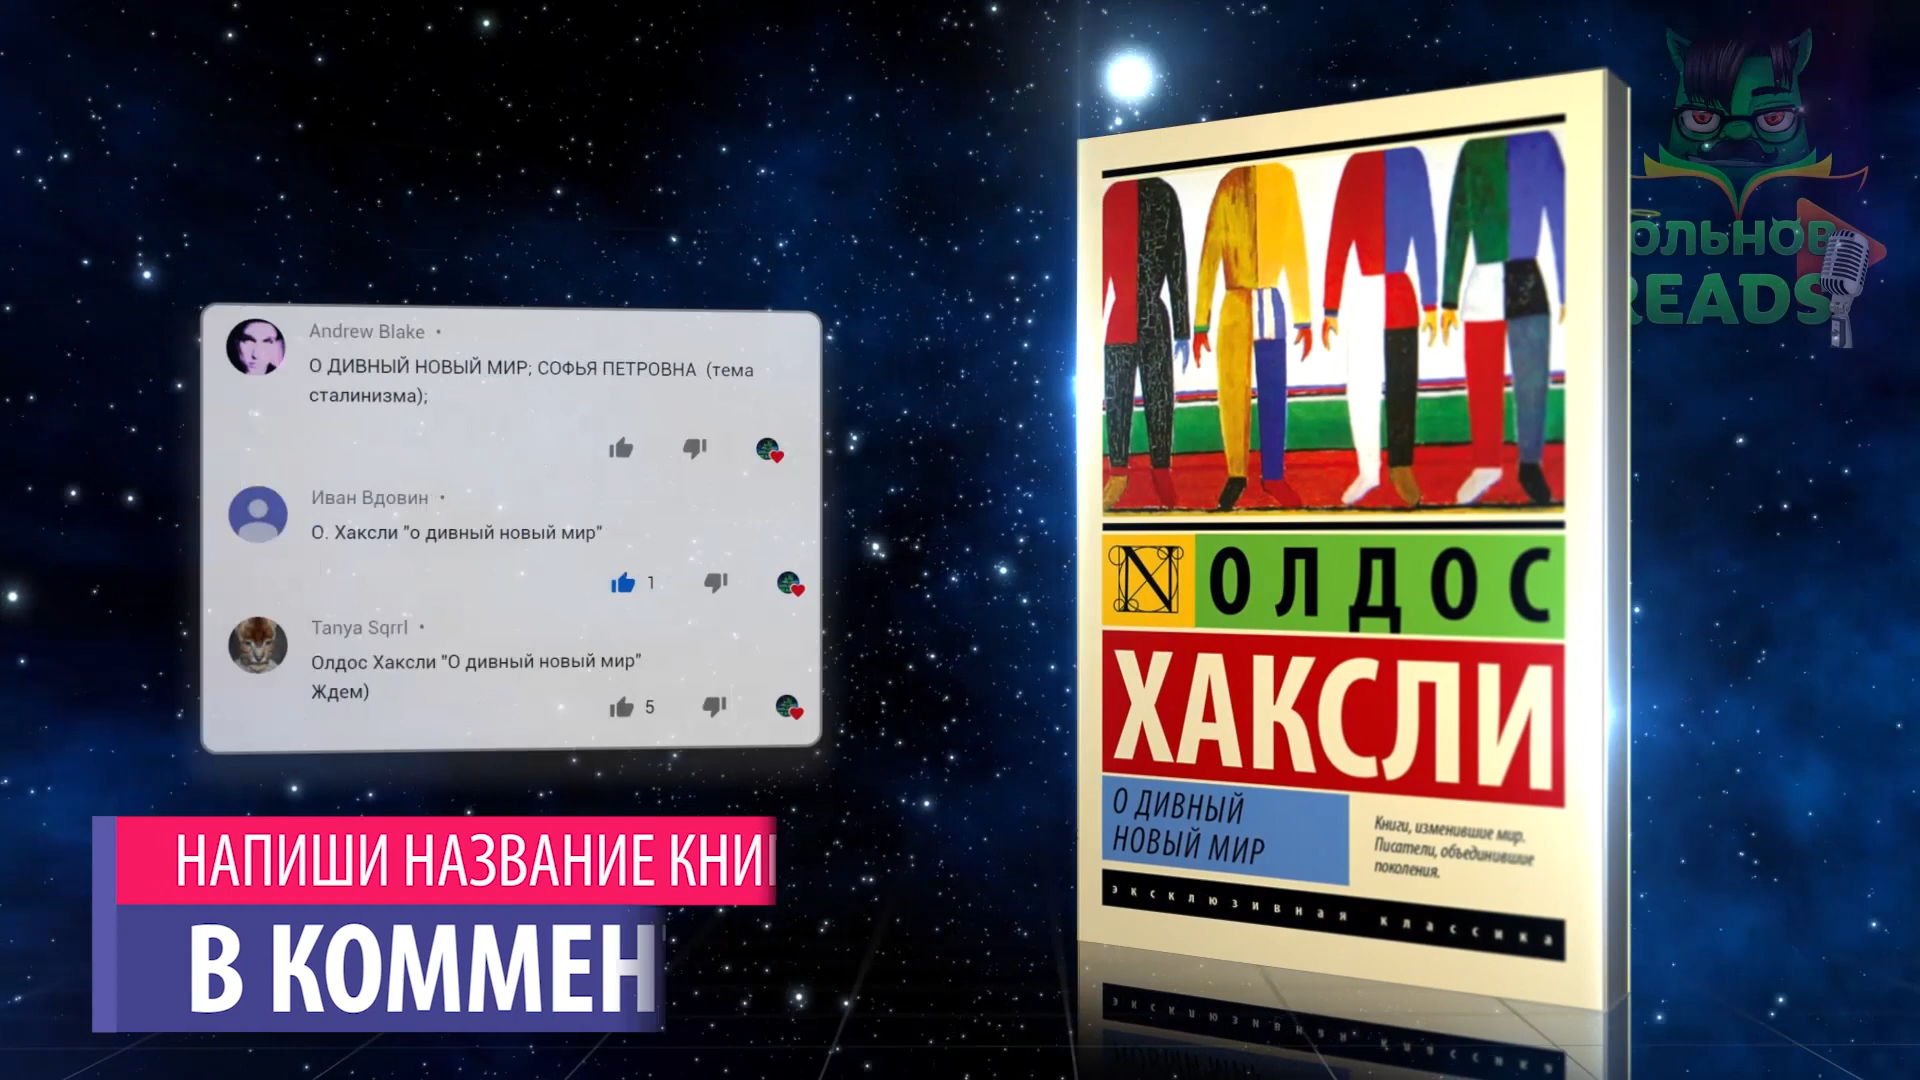 Andrew Blake •
О ДИВНЫЙ НОВЫЙ МИР; СОФЬЯ ПЕТРОВНА (тема
сталинизма);
Иван Вдовин •
О. Хаксли "о дивный новый мир"
1
Tanya Sqrrl •
Олдос Хаксли "О дивный новый мир"
Ждем)
5
НАПИШИ НАЗВАНИЕ КНИ
В КОММЕН
N ОЛДОС
ХАКСЛИ
О ДИВНЫЙ
НОВЫЙ МИР
Книги, изменившие мир.
Писатели, объединившие
поколения.
эксклюзивная классика
ОЛЬНОВ
READS